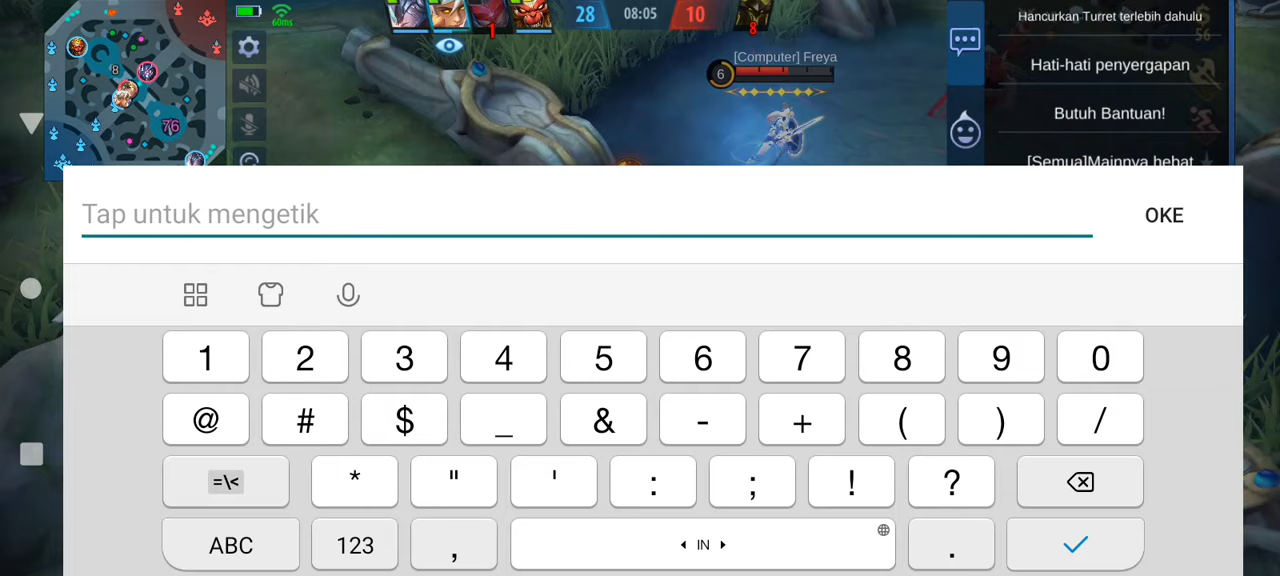 60ms
28 08:05 10
1
8
Hancurkan Turret terlebih dahulu
56
[Computer] Freya
6
Hati-hati penyergapan
8
76
Butuh Bantuan!
[Semua]Mainnya hebat
Tap untuk mengetik
OKE
1 2 3 4 5 6 7 8 9 0
@ # $ _ & - + ( ) /
=\< * " ' : ; ! ?
ABC 123 , IN .